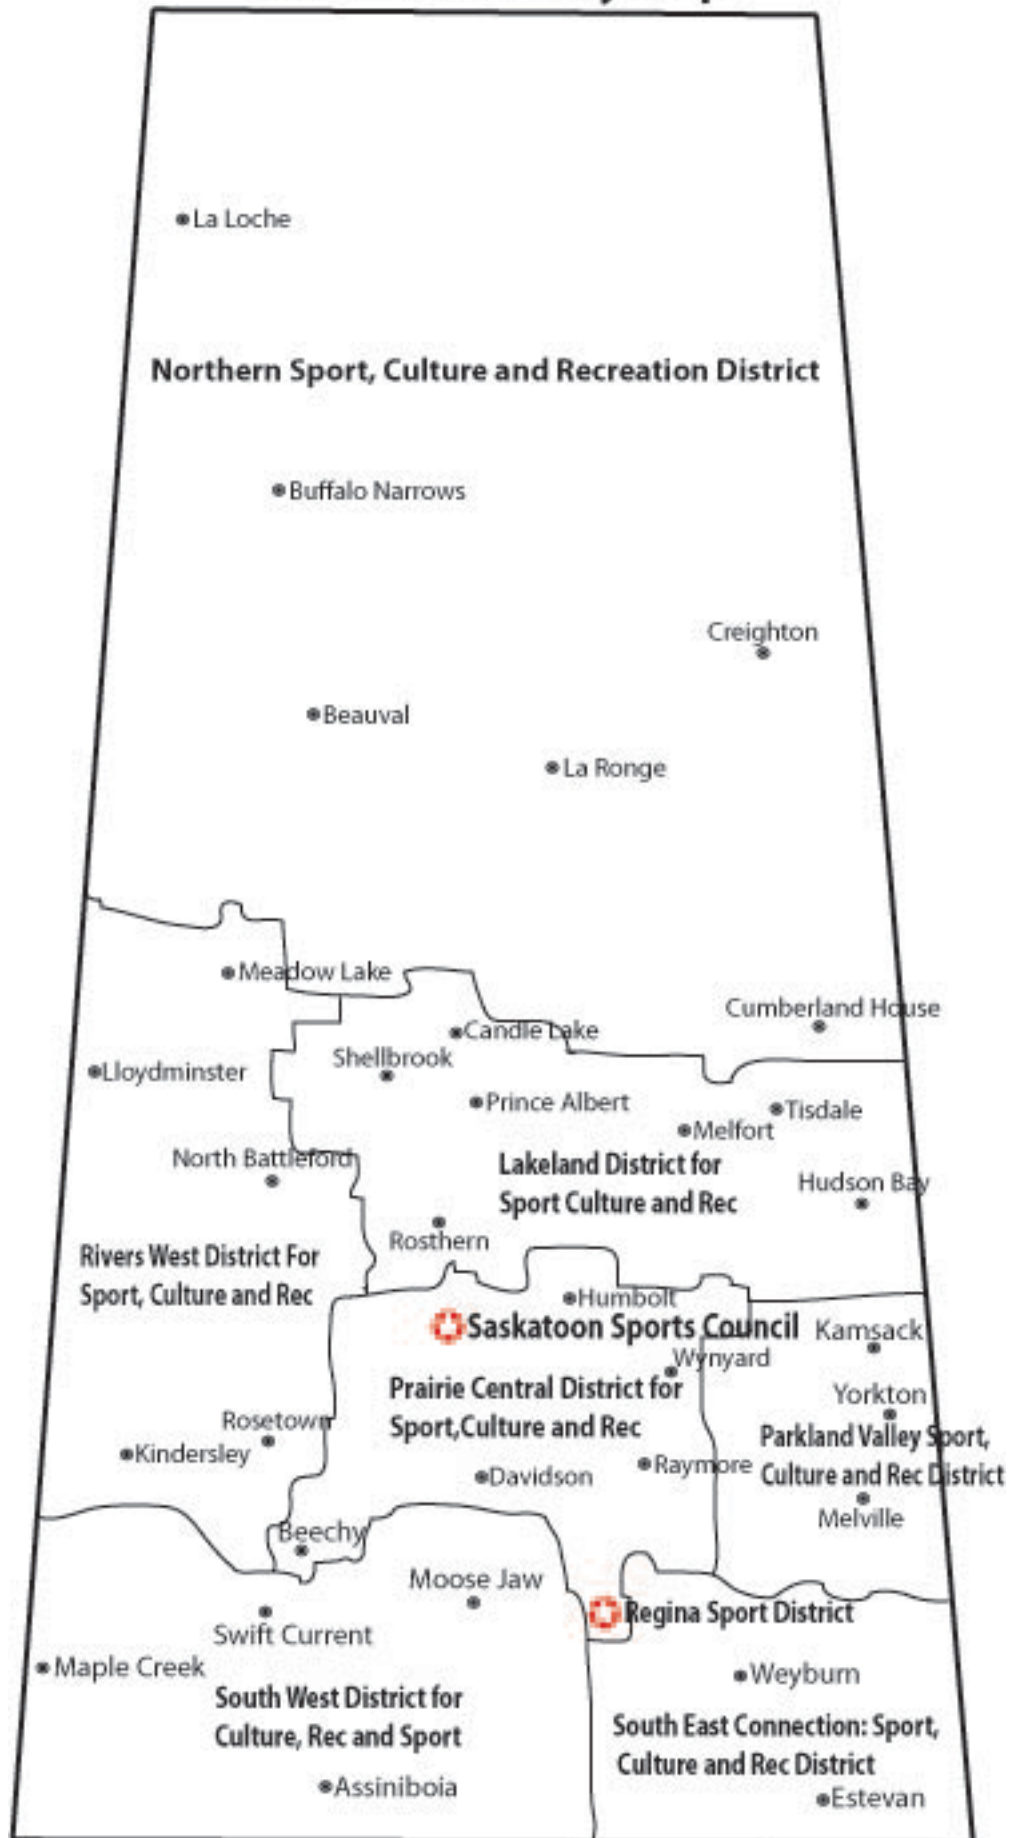 La Loche
Northern Sport, Culture and Recreation District
Buffalo Narrows
Creighton
Beauval
La Ronge
Meadow Lake
Cumberland House
Candle Lake
Shellbrook
Lloydminster
Prince Albert
Tisdale
Melfort
North Battleford
Lakeland District for
Sport Culture and Rec
Hudson Bay
Rosthern
Rivers West District For
Sport, Culture and Rec
Humbolt
Saskatoon Sports Council
Kamsack
Wynyard
Prairie Central District for
Sport,Culture and Rec
Yorkton
Rosetown
Kindersley
Parkland Valley Sport,
Culture and Rec District
Raymore
Davidson
Melville
Beechy
Moose Jaw
Regina Sport District
Swift Current
Maple Creek
Weyburn
South West District for
Culture, Rec and Sport
South East Connection: Sport,
Culture and Rec District
Assiniboia
Estevan